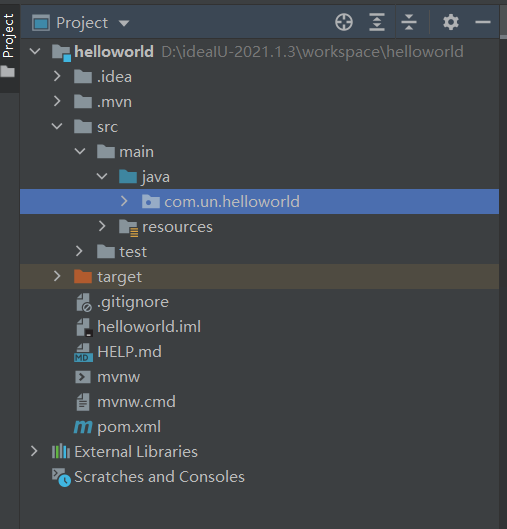 Project
Project
helloworld D:\idealU-2021.1.3\workspace\helloworld
.idea
.mvn
src
main
java
com.un.helloworld
resources
test
target
.gitignore
helloworld.iml
MD HELP.md
mvnw
mvnw.cmd
m pom.xml
External Libraries
Scratches and Consoles